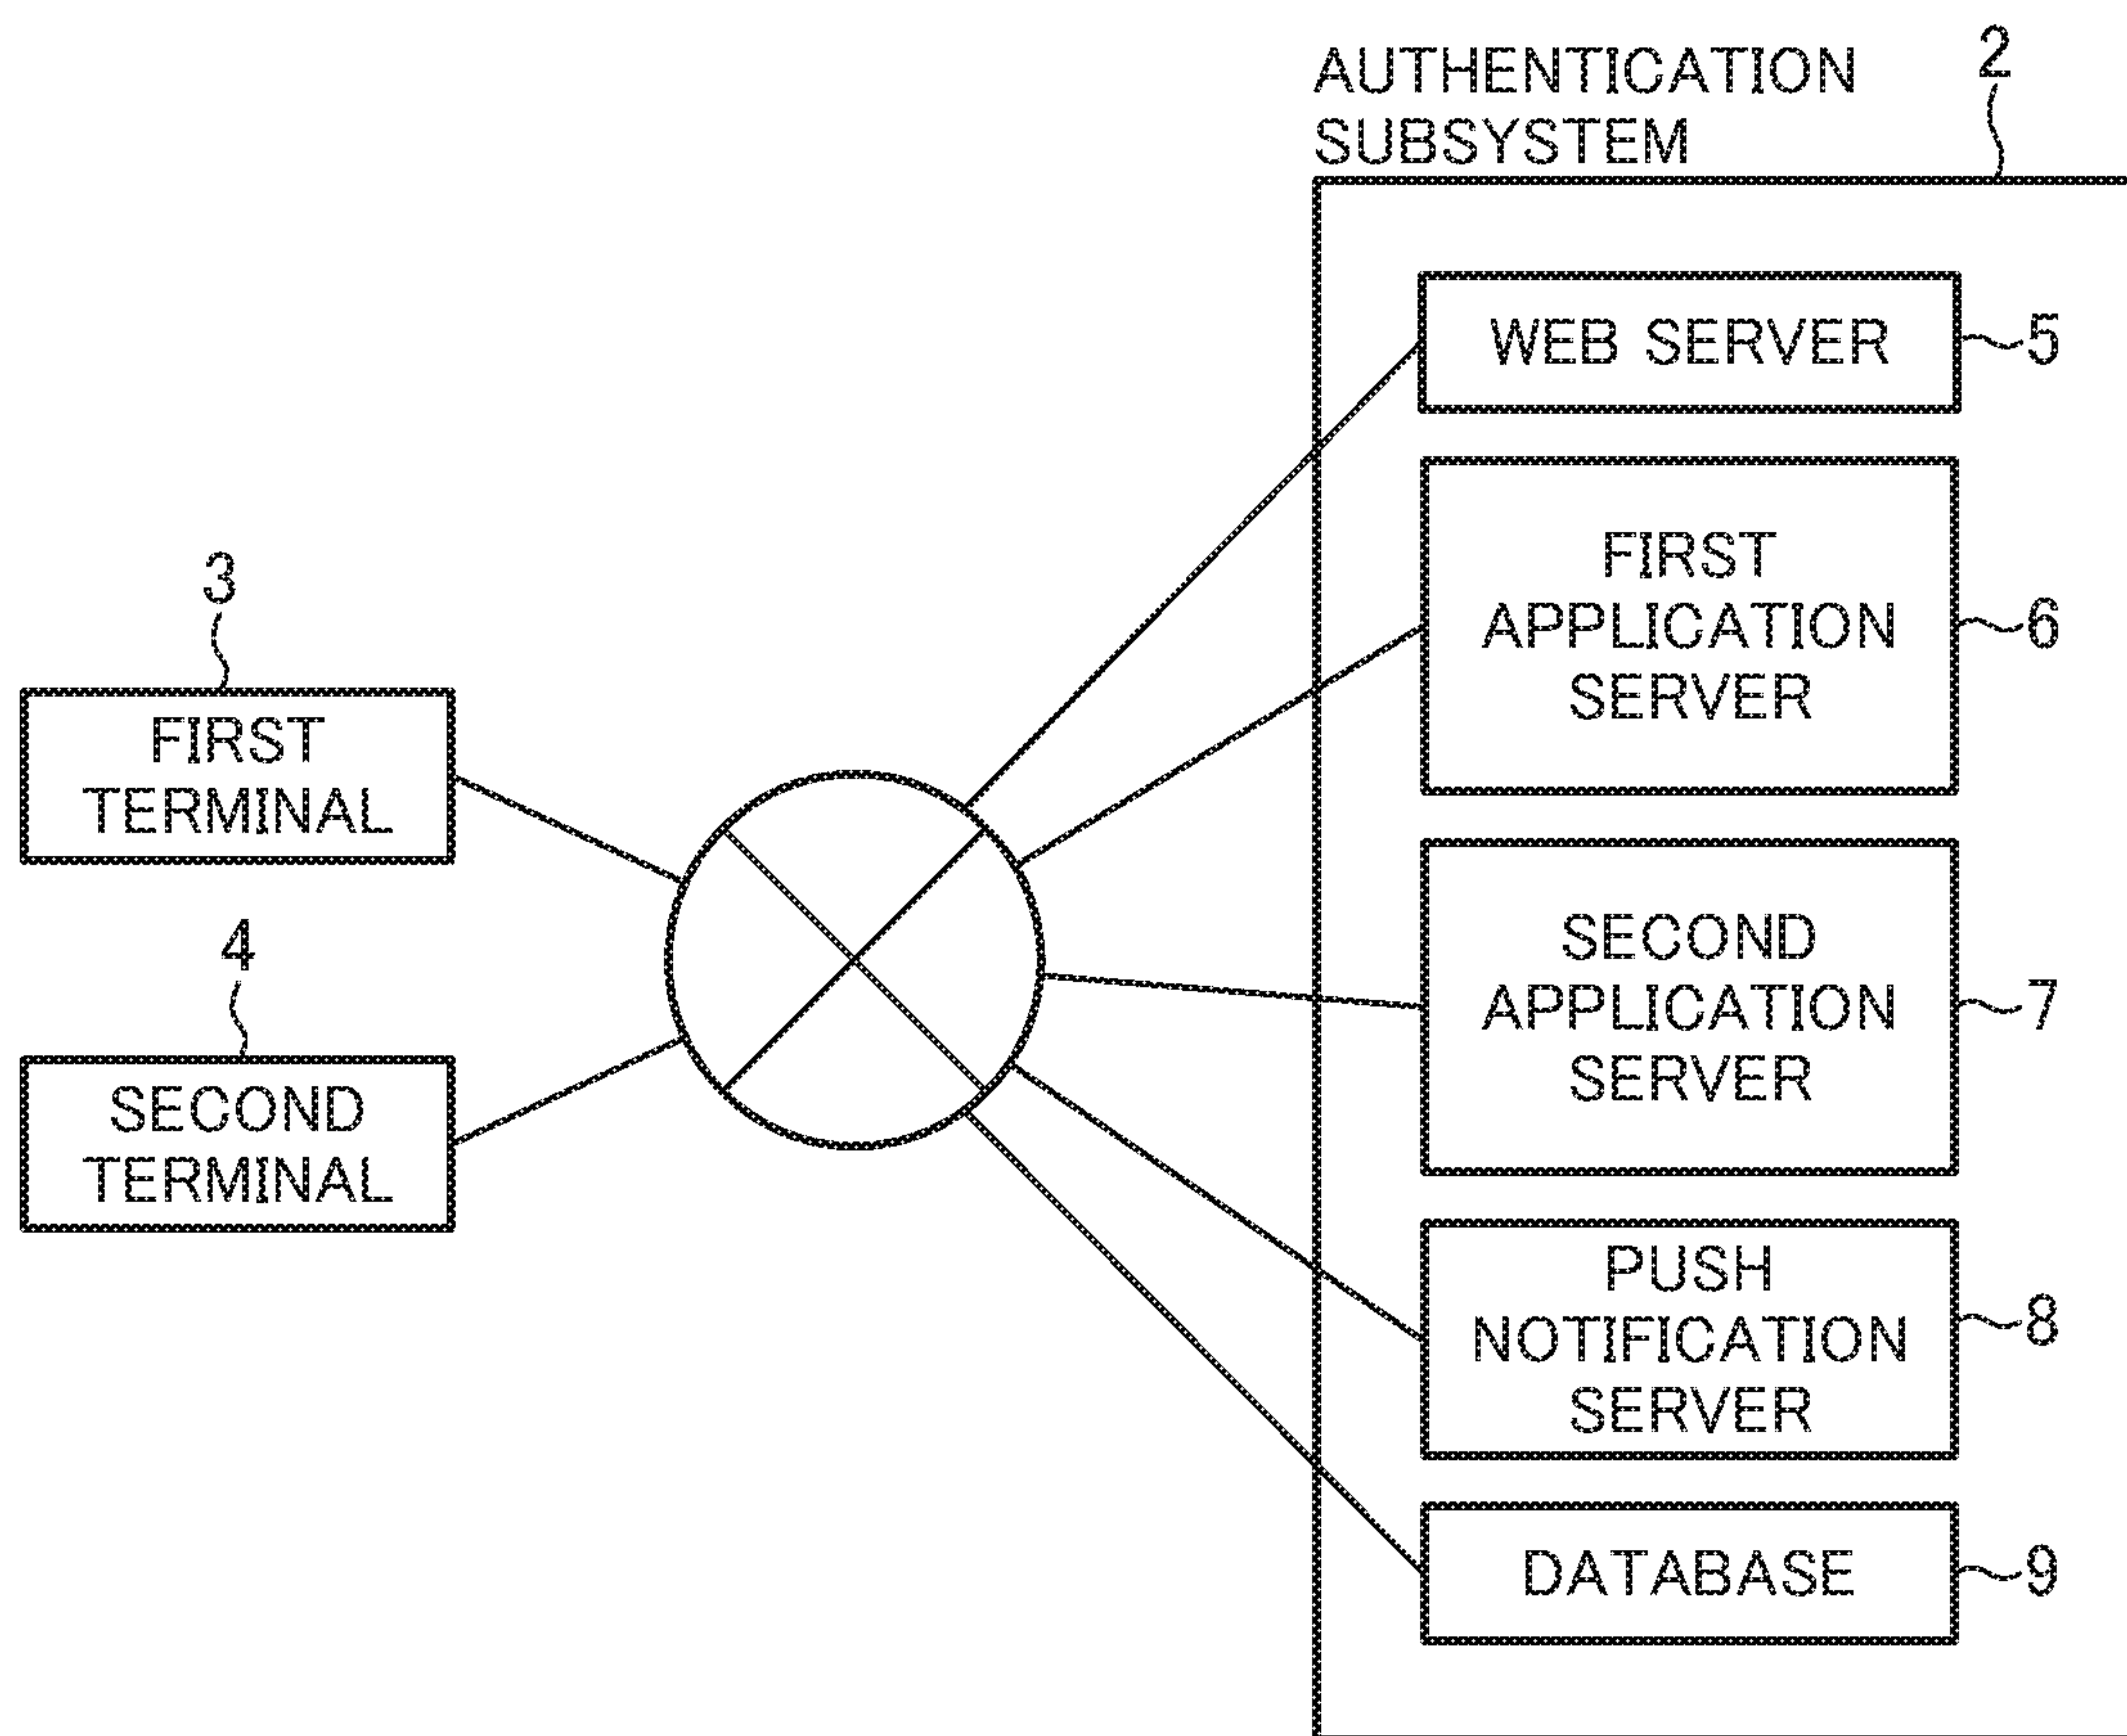 AUTHENTICATION
SUBSYSTEM
2
WEB SERVER
5
FIRST
APPLICATION
SERVER
6
3
FIRST
TERMINAL
SECOND
APPLICATION
SERVER
7
4
SECOND
TERMINAL
PUSH
NOTIFICATION
SERVER
8
DATABASE
9